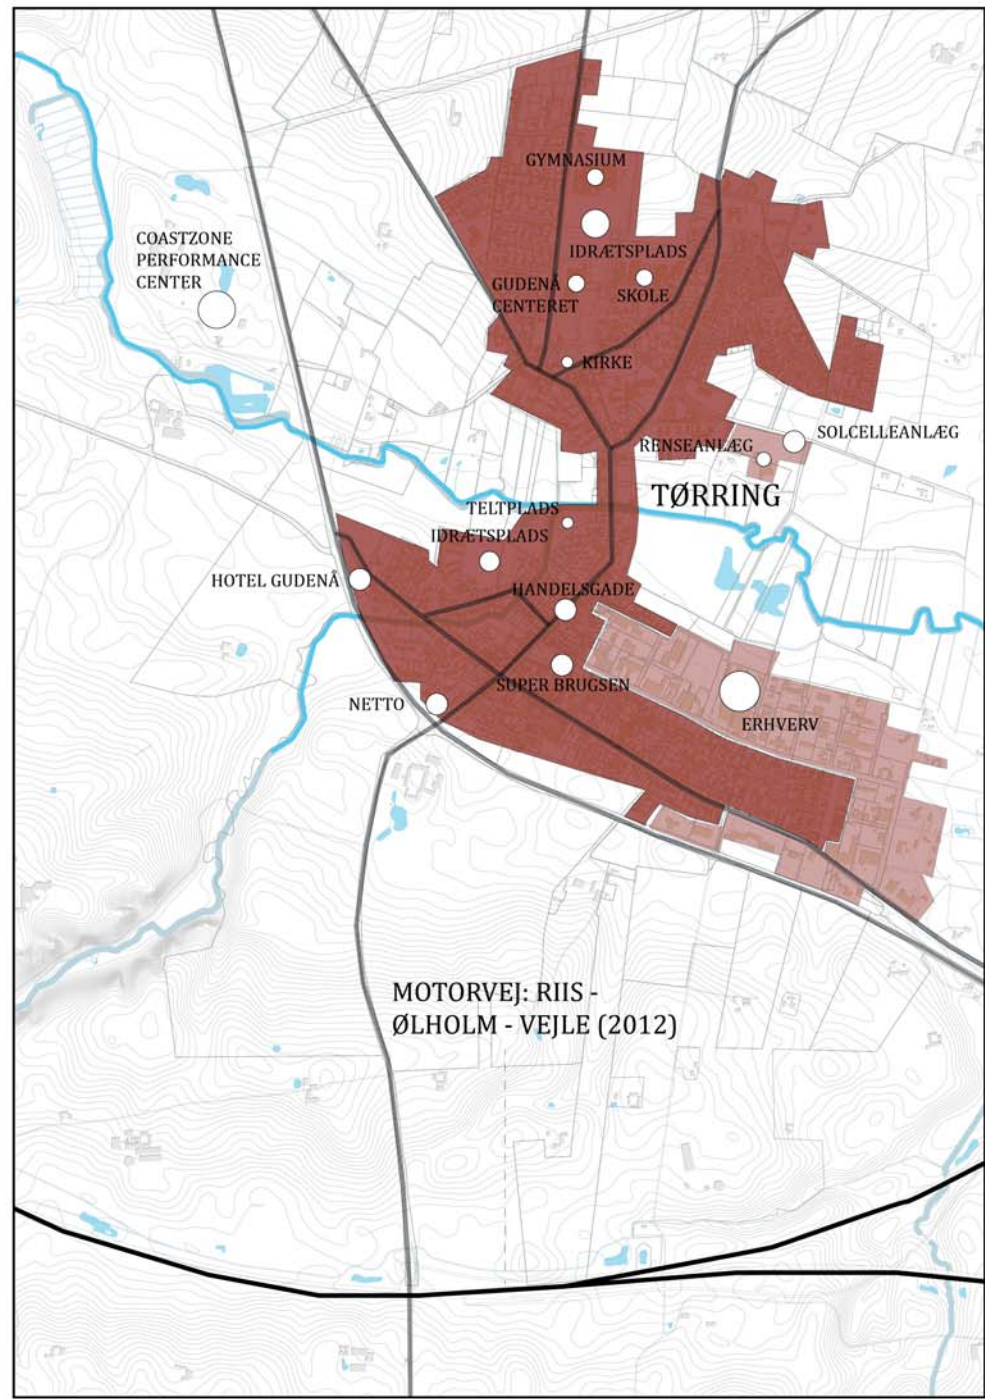 GYMNASIUM
COASTZONE
PERFORMANCE
CENTER
IDRÆTSPLADS
GUDENÅ
CENTERET
SKOLE
KIRKE
SOLCELLEANLÆG
RENSEANLÆG
TØRRING
TELTPLADS
IDRÆTSPLADS
HOTEL GUDENÅ
HANDELSGADE
SUPER BRUGSEN
NETTO
ERHVERV
MOTORVEJ: RIIS -
ØLHOLM - VEJLE (2012)